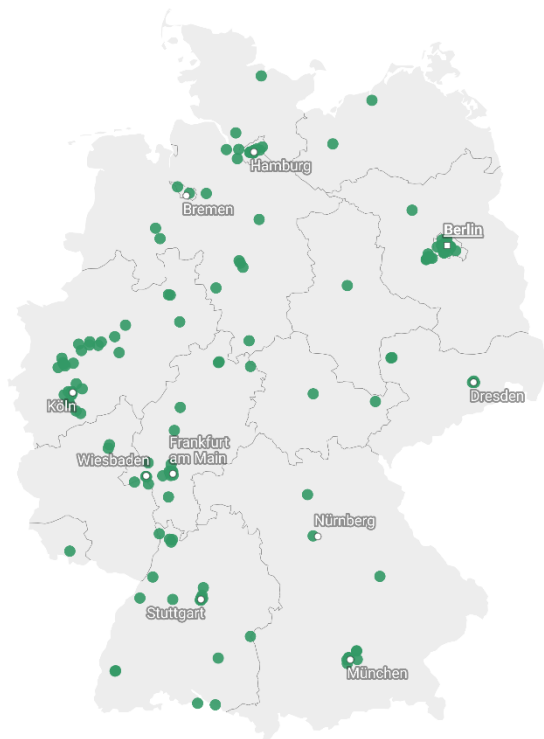 Hamburg
Bremen
Berlin
Dresden
Köln
Frankfurt
am Main
Wiesbaden
Nürnberg
Stuttgart
München